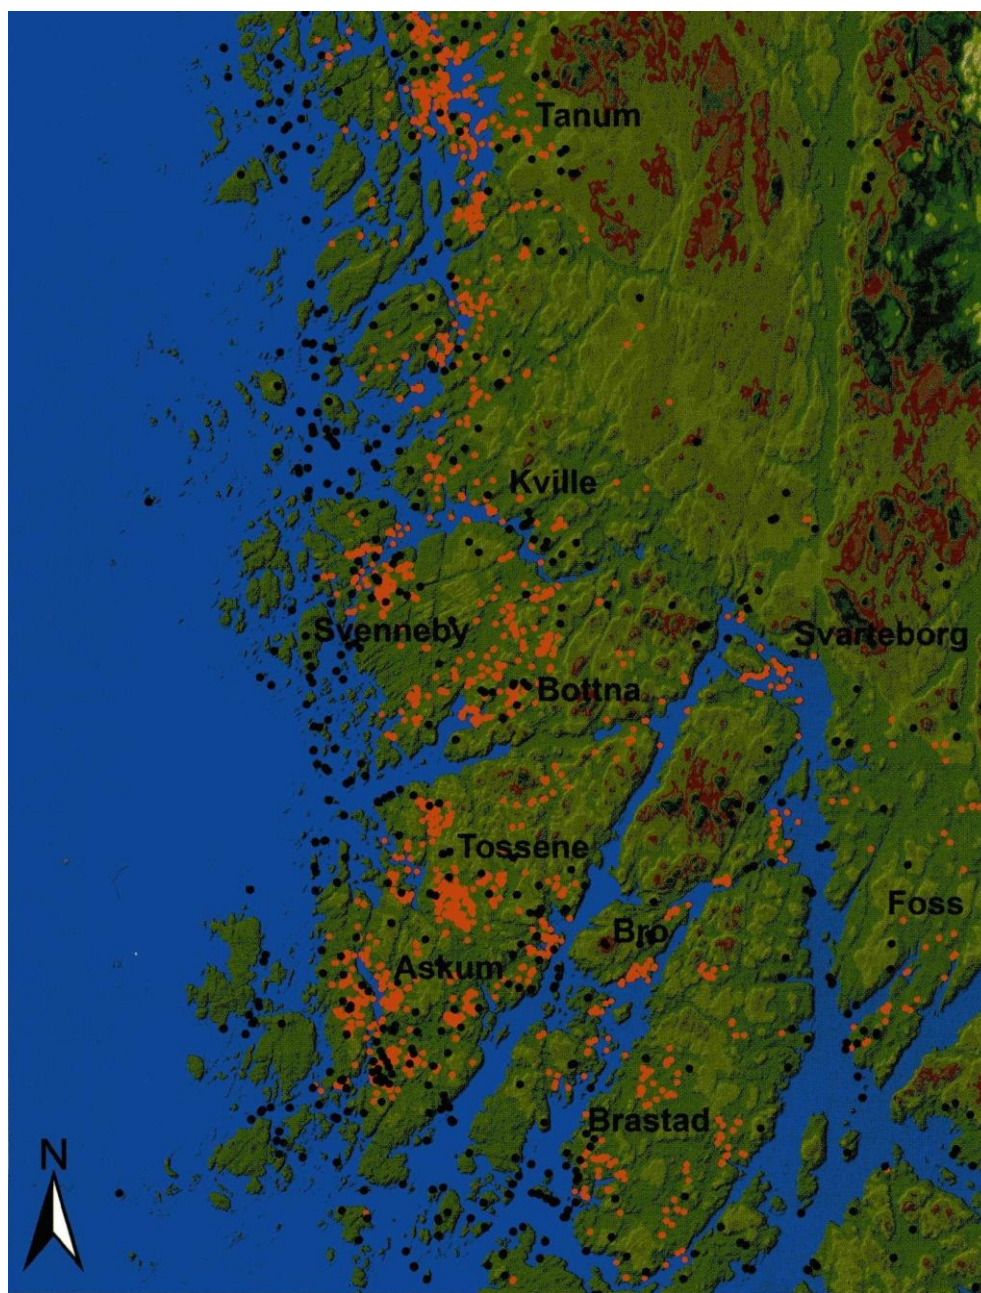 Tanum
Kville
Svenneby
Svarteborg
Bottna
Tossene
Foss
Bro
Askum
Brastad
N